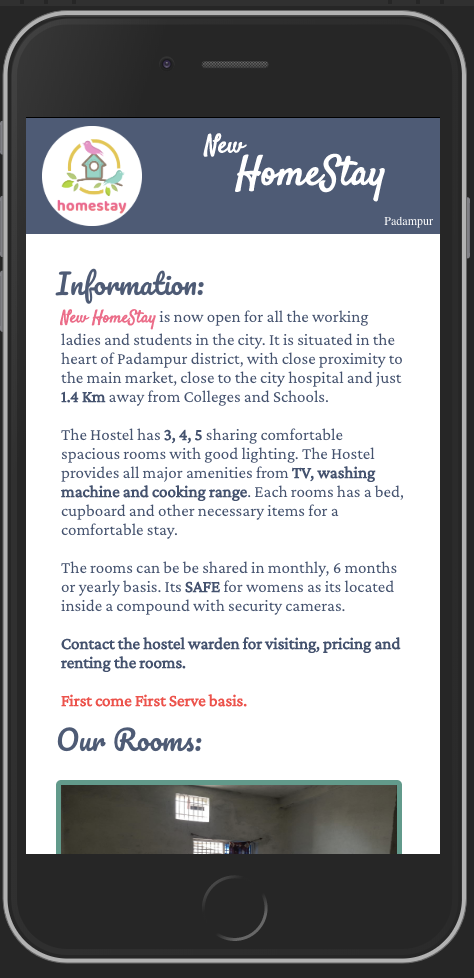 homestay
New
HomeStay
Padampur
Information:
New HomeStay is now open for all the working
ladies and students in the city. It is situated in the
heart of Padampur district, with close proximity to
the main market, close to the city hospital and just
1.4 Km away from Colleges and Schools.
The Hostel has 3, 4, 5 sharing comfortable
spacious rooms with good lighting. The Hostel
provides all major amenities from TV, washing
machine and cooking range. Each rooms has a bed,
cupboard and other necessary items for a
comfortable stay.
The rooms can be be shared in monthly, 6 months
or yearly basis. Its SAFE for womens as its located
inside a compound with security cameras.
Contact the hostel warden for visiting, pricing and
renting the rooms.
First come First Serve basis.
Our Rooms: